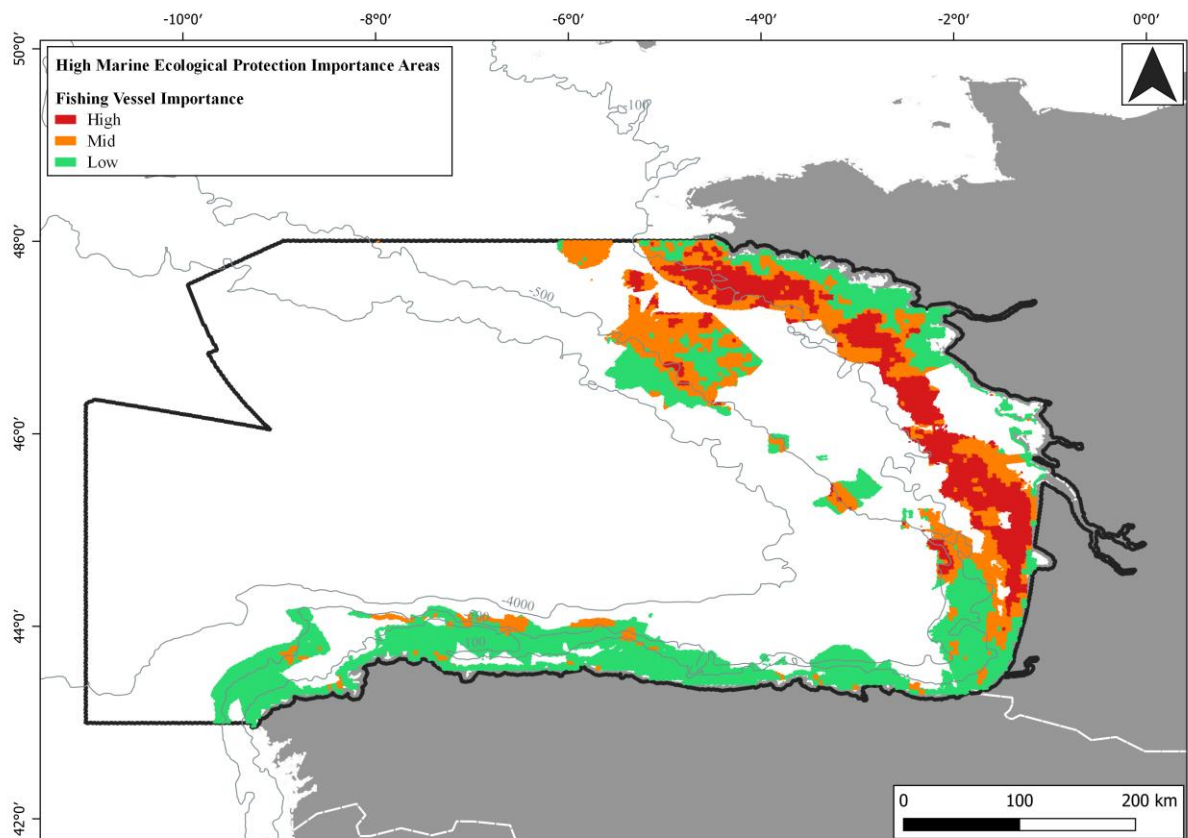 -10°0′ -8°0′ -6°0′ -4°0′ -2°0′ 0°0′
50°0′
High Marine Ecological Protection Importance Areas
Fishing Vessel Importance
High
Mid
Low
-100
48°0′
-500
46°0′
-4000
44°0′
100
42°0′
0 100 200 km